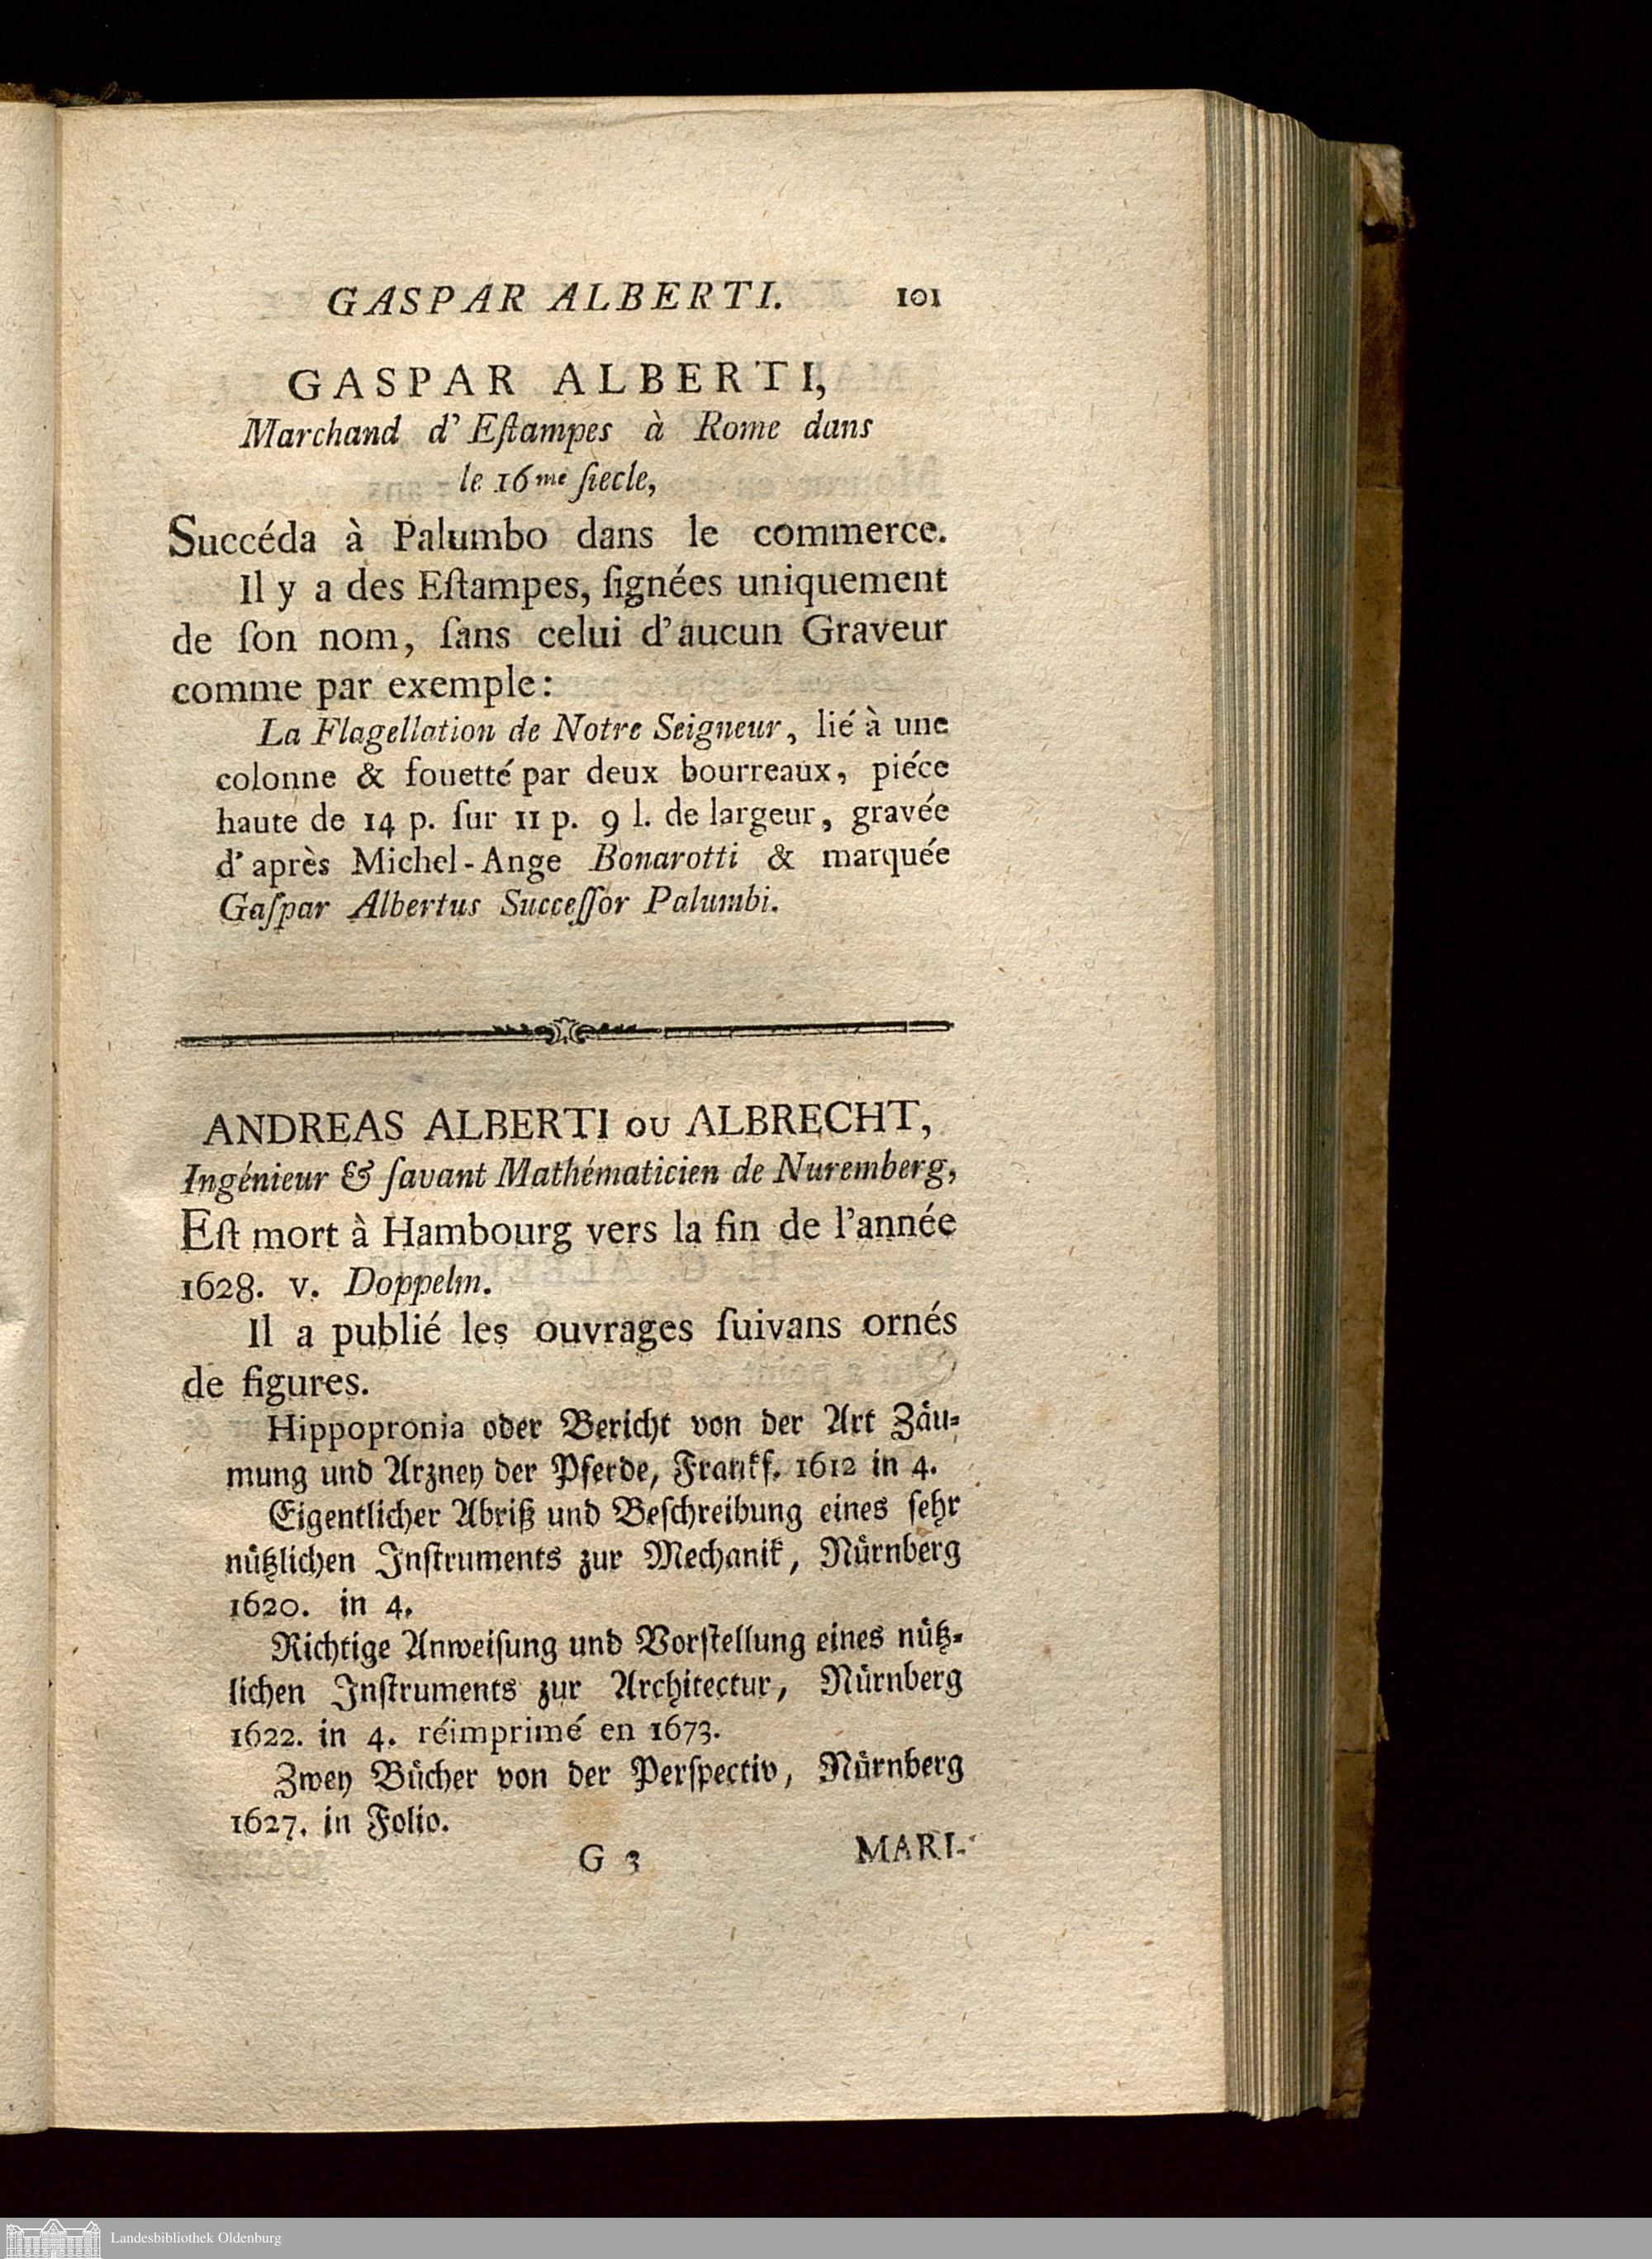 GASPAR ALBERTI. 101
GASPAR ALBERTI,
Marchand d'Eſtampes à Rome dans
le 16me ſiecle,
Succéda à Palumbo dans le commerce.
Il y a des Eſtampes, ſignées uniquement
de ſon nom, ſans celui d'aucun Graveur
comme par exemple:
La Flagellation de Notre Seigneur, lié à une
colonne & fouetté par deux bourreaux, piéce
haute de 14 p. ſur 11 p. 9 l. de largeur, gravée
d'après Michel-Ange Bonarotti & marquée
Gaſpar Albertus Succeſſor Palumbi.
ANDREAS ALBERTI OU ALBRECHT,
Ingénieur & ſavant Mathématicien de Nuremberg,
Eſt mort à Hambourg vers la fin de l'année
1628. v. Doppelm.
Il a publié les ouvrages ſuivans ornés
de figures.
Hippopronia oder Bericht von der Art Zäu-
mung und Arzney der Pferde, Frankf. 1612 in 4.
Eigentlicher Abriß und Beſchreibung eines ſehr
nützlichen Inſtruments zur Mechanik, Nürnberg
1620. in 4.
Richtige Anweiſung und Vorſtellung eines nütz-
lichen Inſtruments zur Architectur, Nürnberg
1622. in 4. réimprimé en 1673.
Zwey Bücher von der Perſpectiv, Nürnberg
1627. in Folio.
G 3 MARI-
Landesbibliothek Oldenburg